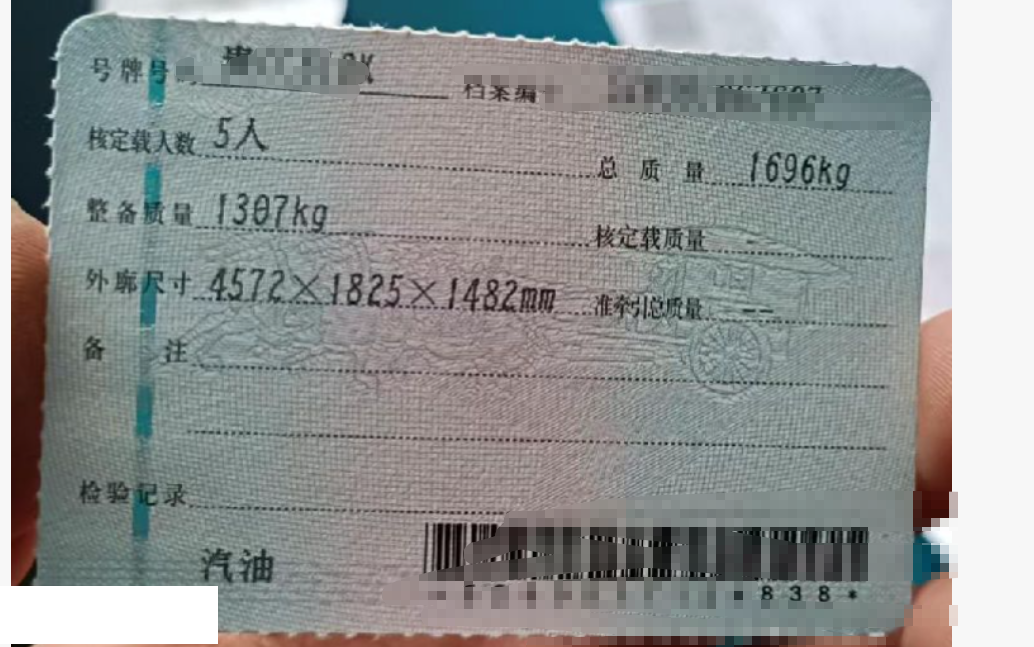 号牌号
档案编
核定载人数 5人
总质量 1696kg
整备质量 1307kg
核定载质量 --
外廓尺寸 4572×1825×1482mm
准牵引总质量 --
备注
检验记录
汽油
838*